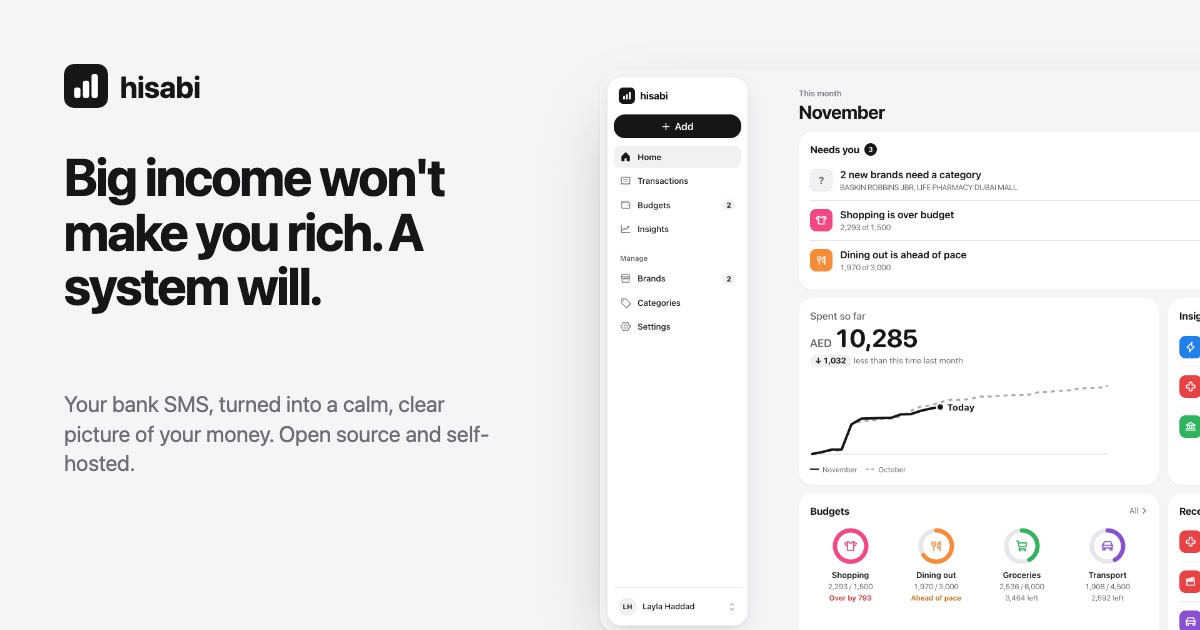 hisabi
Big income won't
make you rich. A
system will.
Your bank SMS, turned into a calm, clear
picture of your money. Open source and self-
hosted.
hisabi
+ Add
Home
Transactions
Budgets 2
Insights
Manage
Brands 2
Categories
Settings
LH Layla Haddad
This month
November
Needs you 3
? 2 new brands need a category
BASKIN ROBBINS JBR, LIFE PHARMACY DUBAI MALL
Shopping is over budget
2,293 of 1,500
Dining out is ahead of pace
1,970 of 3,000
Spent so far
AED 10,285
↓ 1,032 less than this time last month
Today
November October
Insig
Budgets All >
Shopping
2,293 / 1,500
Over by 793
Dining out
1,970 / 3,000
Ahead of pace
Groceries
2,536 / 6,000
3,464 left
Transport
1,908 / 4,500
2,592 left
Rece